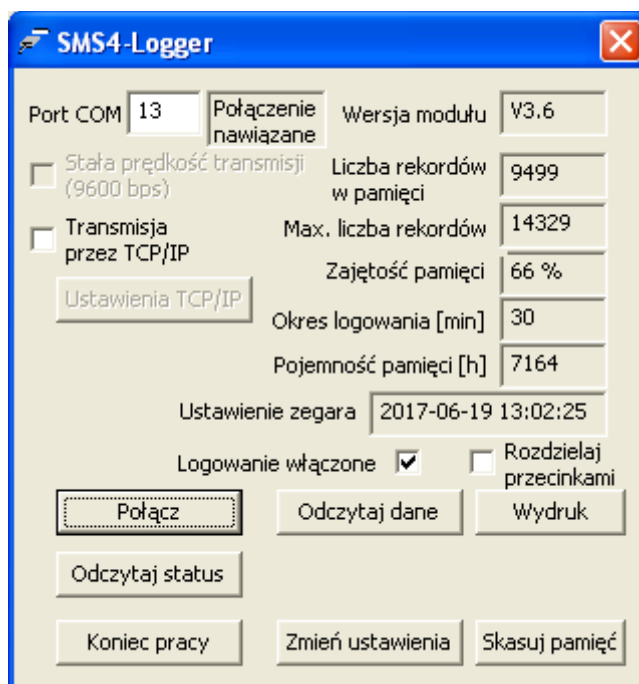 SMS4-Logger
Port COM 13 Połączenie nawiązane
Wersja modułu V3.6
Stała prędkość transmisji
(9600 bps)
Liczba rekordów
w pamięci 9499
Transmisja
przez TCP/IP
Max. liczba rekordów 14329
Zajętość pamięci 66 %
Ustawienia TCP/IP
Okres logowania [min] 30
Pojemność pamięci [h] 7164
Ustawienie zegara 2017-06-19 13:02:25
Logowanie włączone
Rozdzielaj
przecinkami
Połącz Odczytaj dane Wydruk
Odczytaj status
Koniec pracy Zmień ustawienia Skasuj pamięć